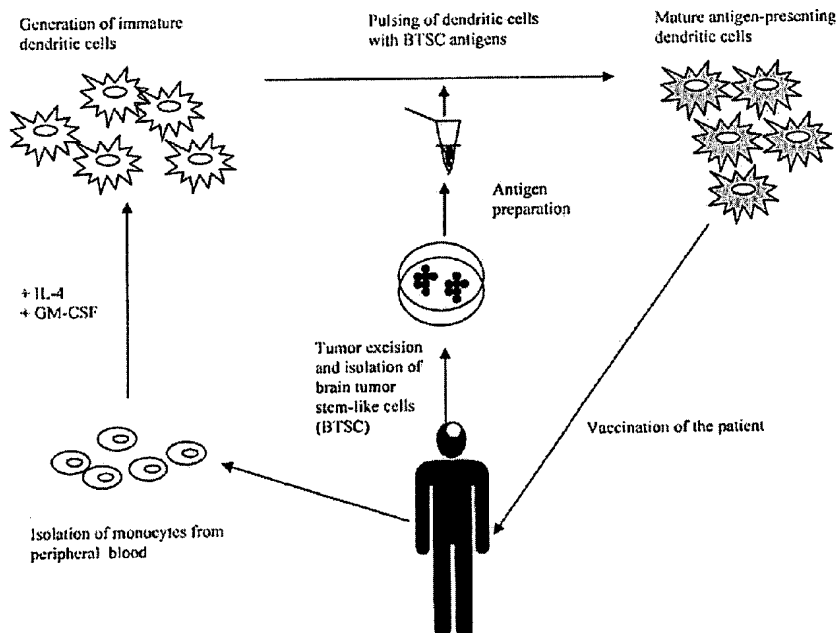 Generation of immature
dendritic cells
Pulsing of dendritic cells
with BTSC antigens
Mature antigen-presenting
dendritic cells
Antigen
preparation
+ IL-4
+ GM-CSF
Tumor excision
and isolation of
brain tumor
stem-like cells
(BTSC)
Vaccination of the patient
Isolation of monocytes from
peripheral blood